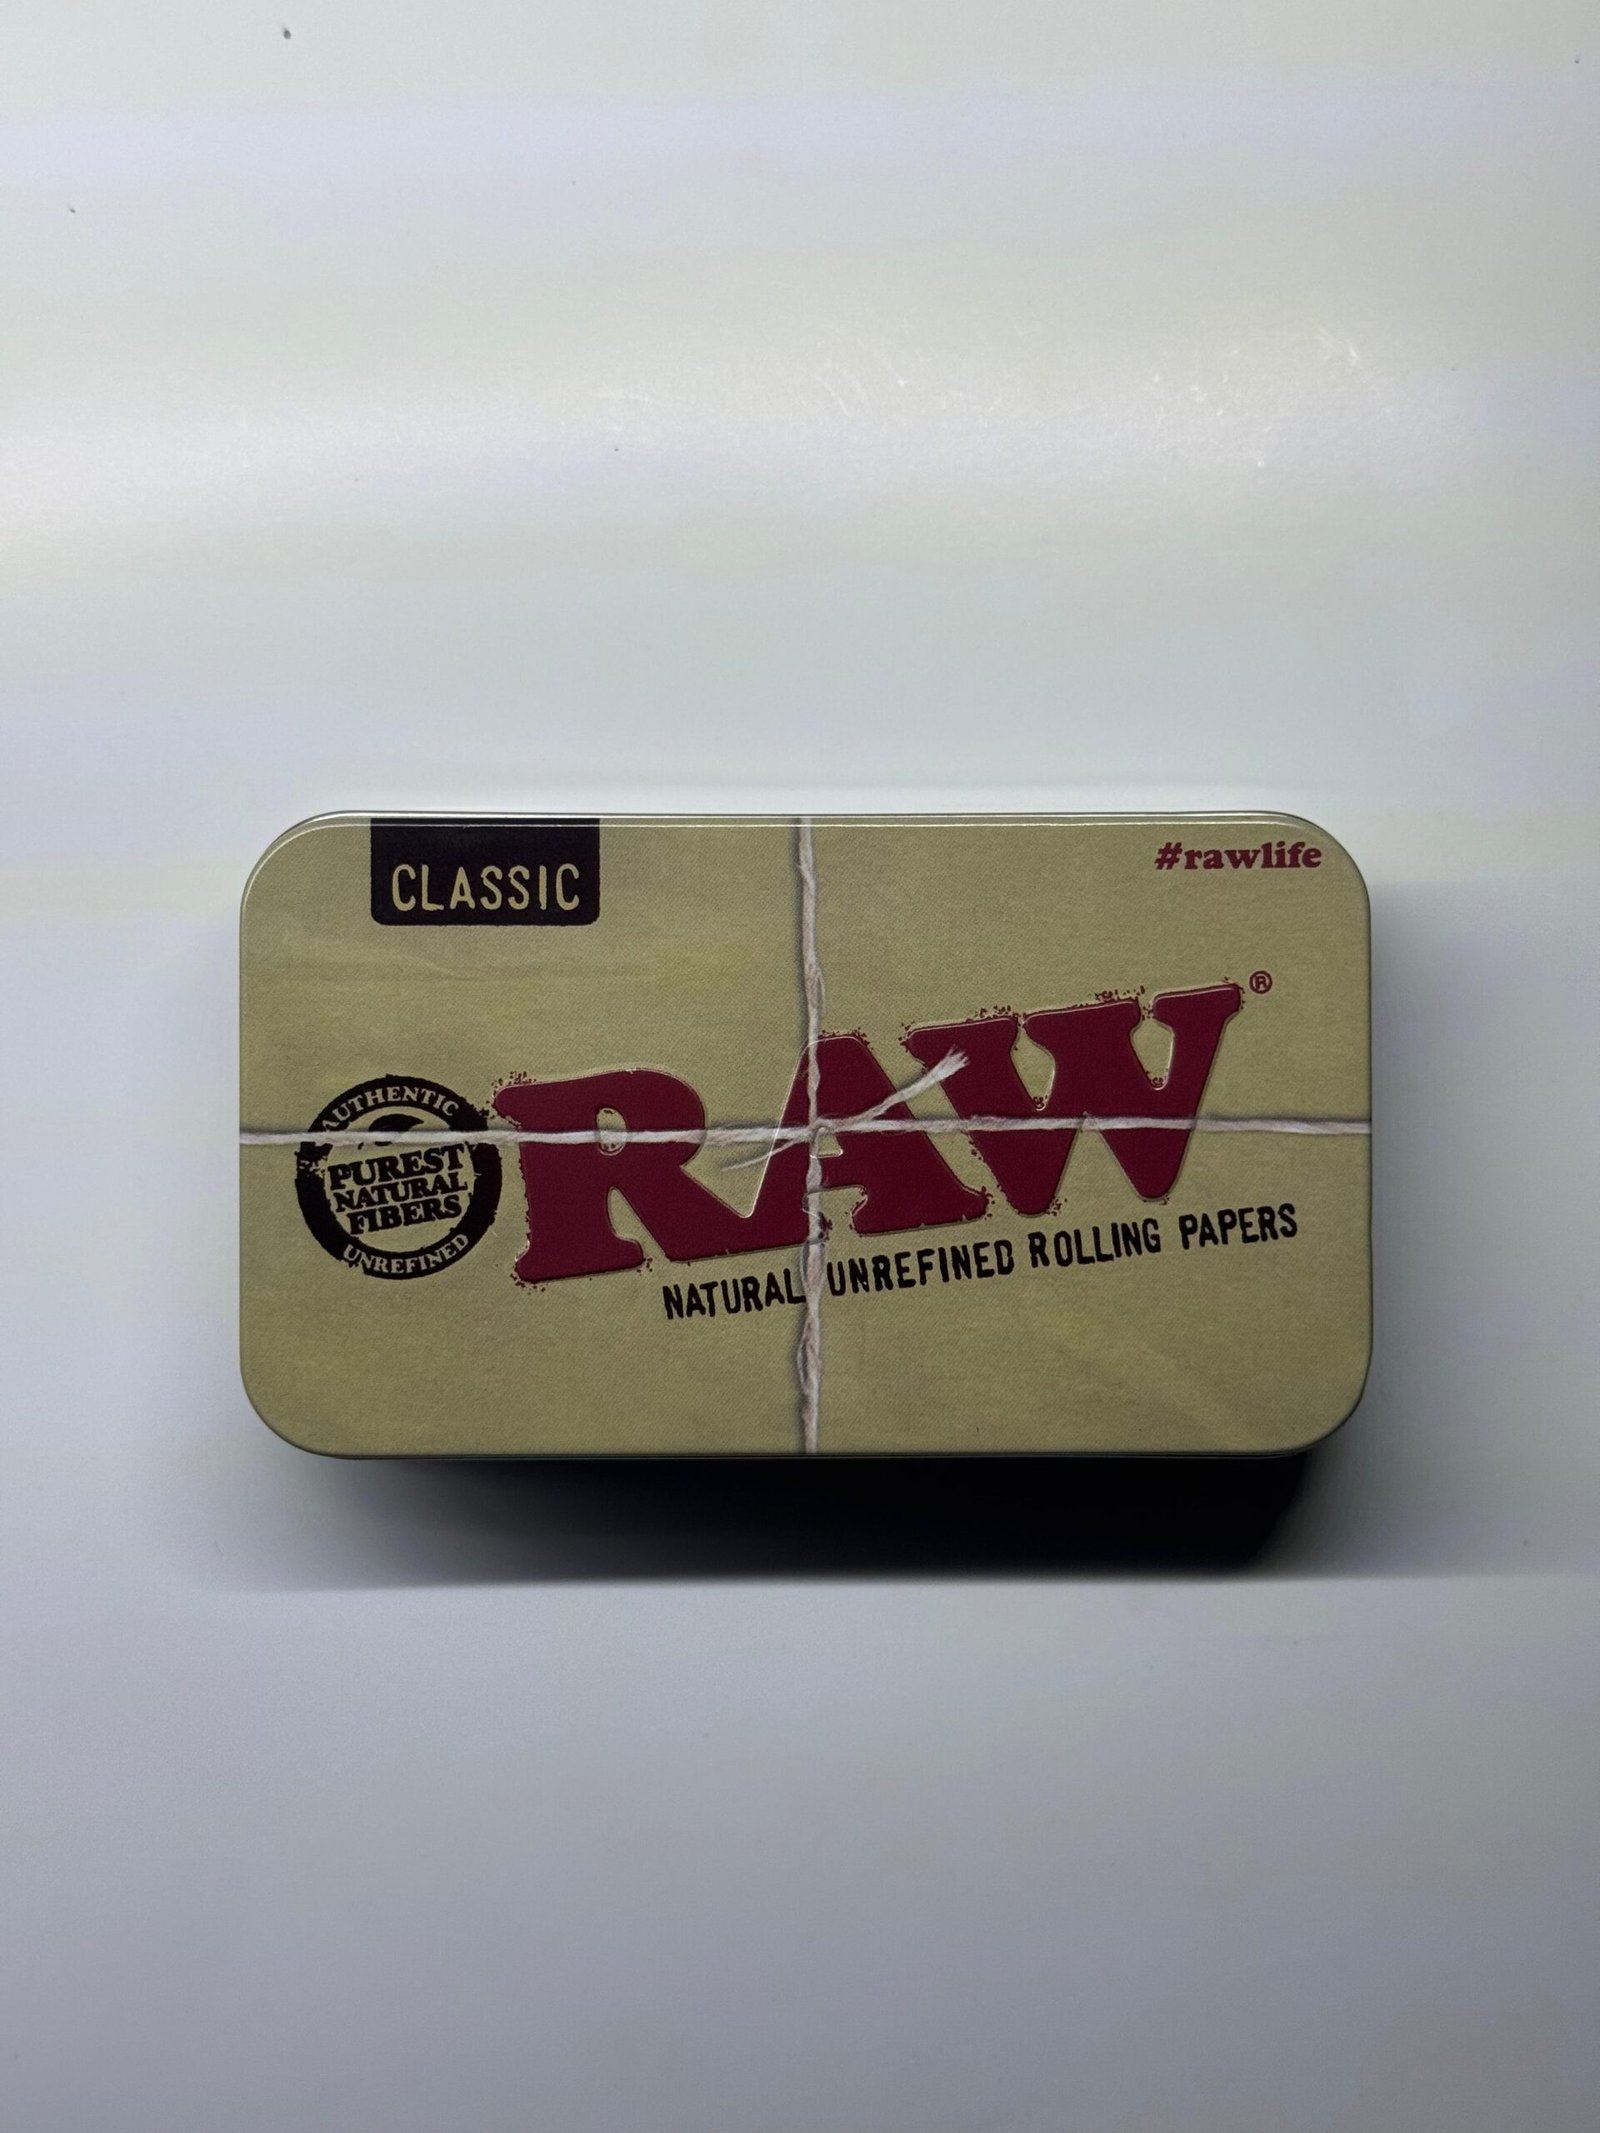 CLASSIC
#rawlife
RAW®
AUTHENTIC
PUREST
NATURAL
FIBERS
UNREFINED
NATURAL UNREFINED ROLLING PAPERS